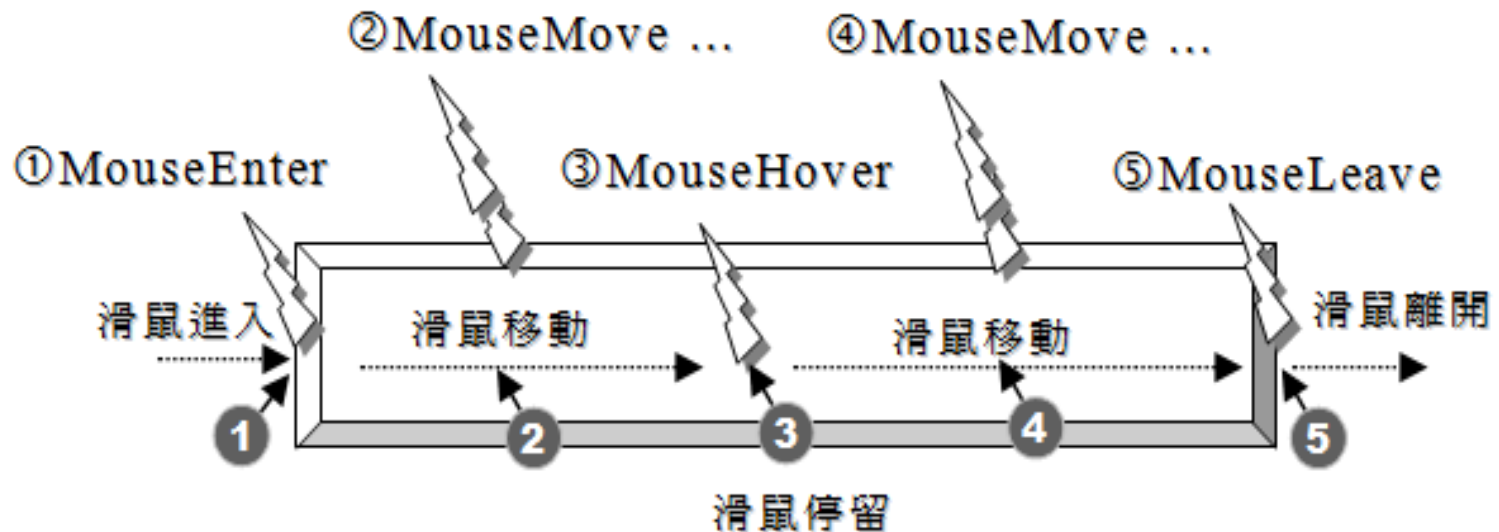 ②MouseMove ...
④MouseMove ...
①MouseEnter
③MouseHover
⑤MouseLeave
滑鼠進入
滑鼠移動
滑鼠移動
滑鼠離開
1
2
3
4
5
滑鼠停留